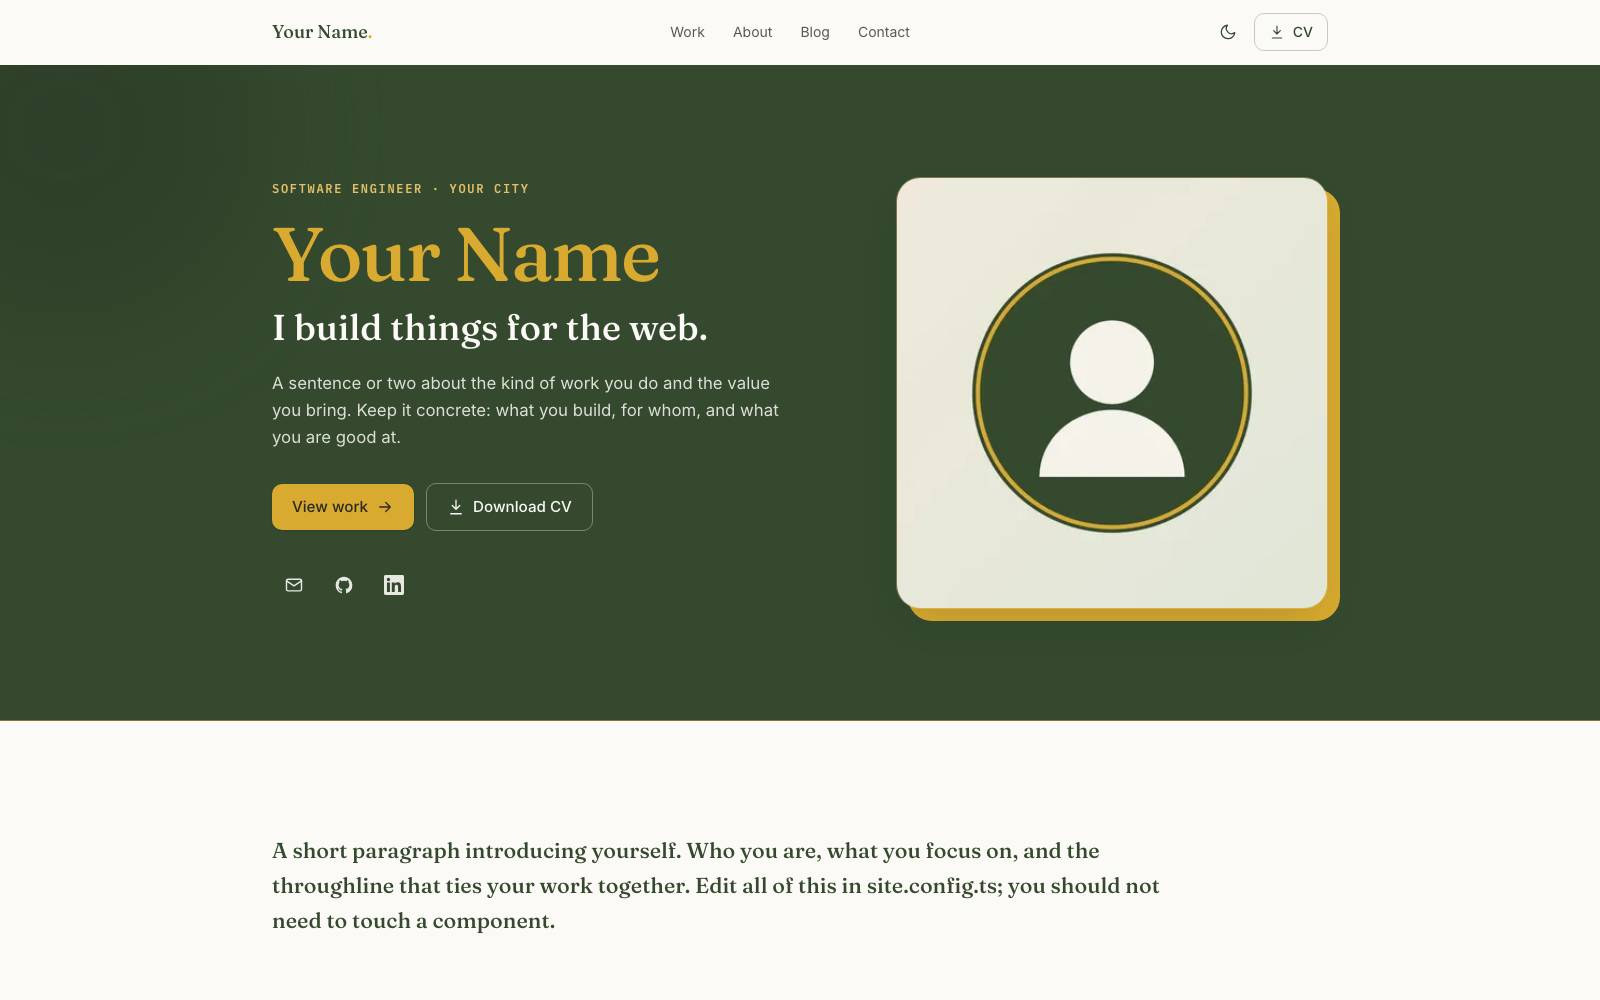 Your Name.
Work
About
Blog
Contact
CV
SOFTWARE ENGINEER · YOUR CITY
Your Name
I build things for the web.
A sentence or two about the kind of work you do and the value
you bring. Keep it concrete: what you build, for whom, and what
you are good at.
View work
Download CV
in
A short paragraph introducing yourself. Who you are, what you focus on, and the
throughline that ties your work together. Edit all of this in site.config.ts; you should not
need to touch a component.